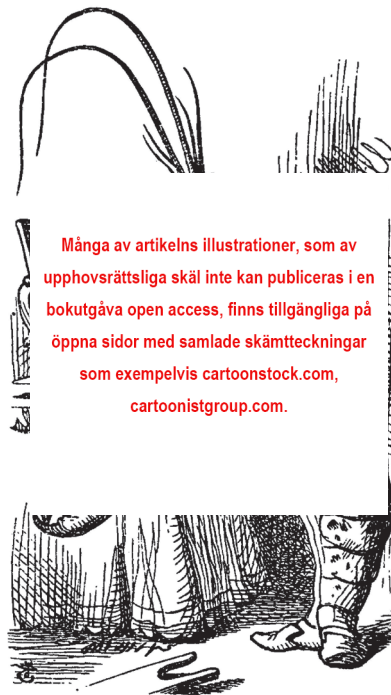 Många av artikelns illustrationer, som av
upphovsrättsliga skäl inte kan publiceras i en
bokutgåva open access, finns tillgängliga på
öppna sidor med samlade skämtteckningar
som exempelvis cartoonstock.com,
cartoonistgroup.com.